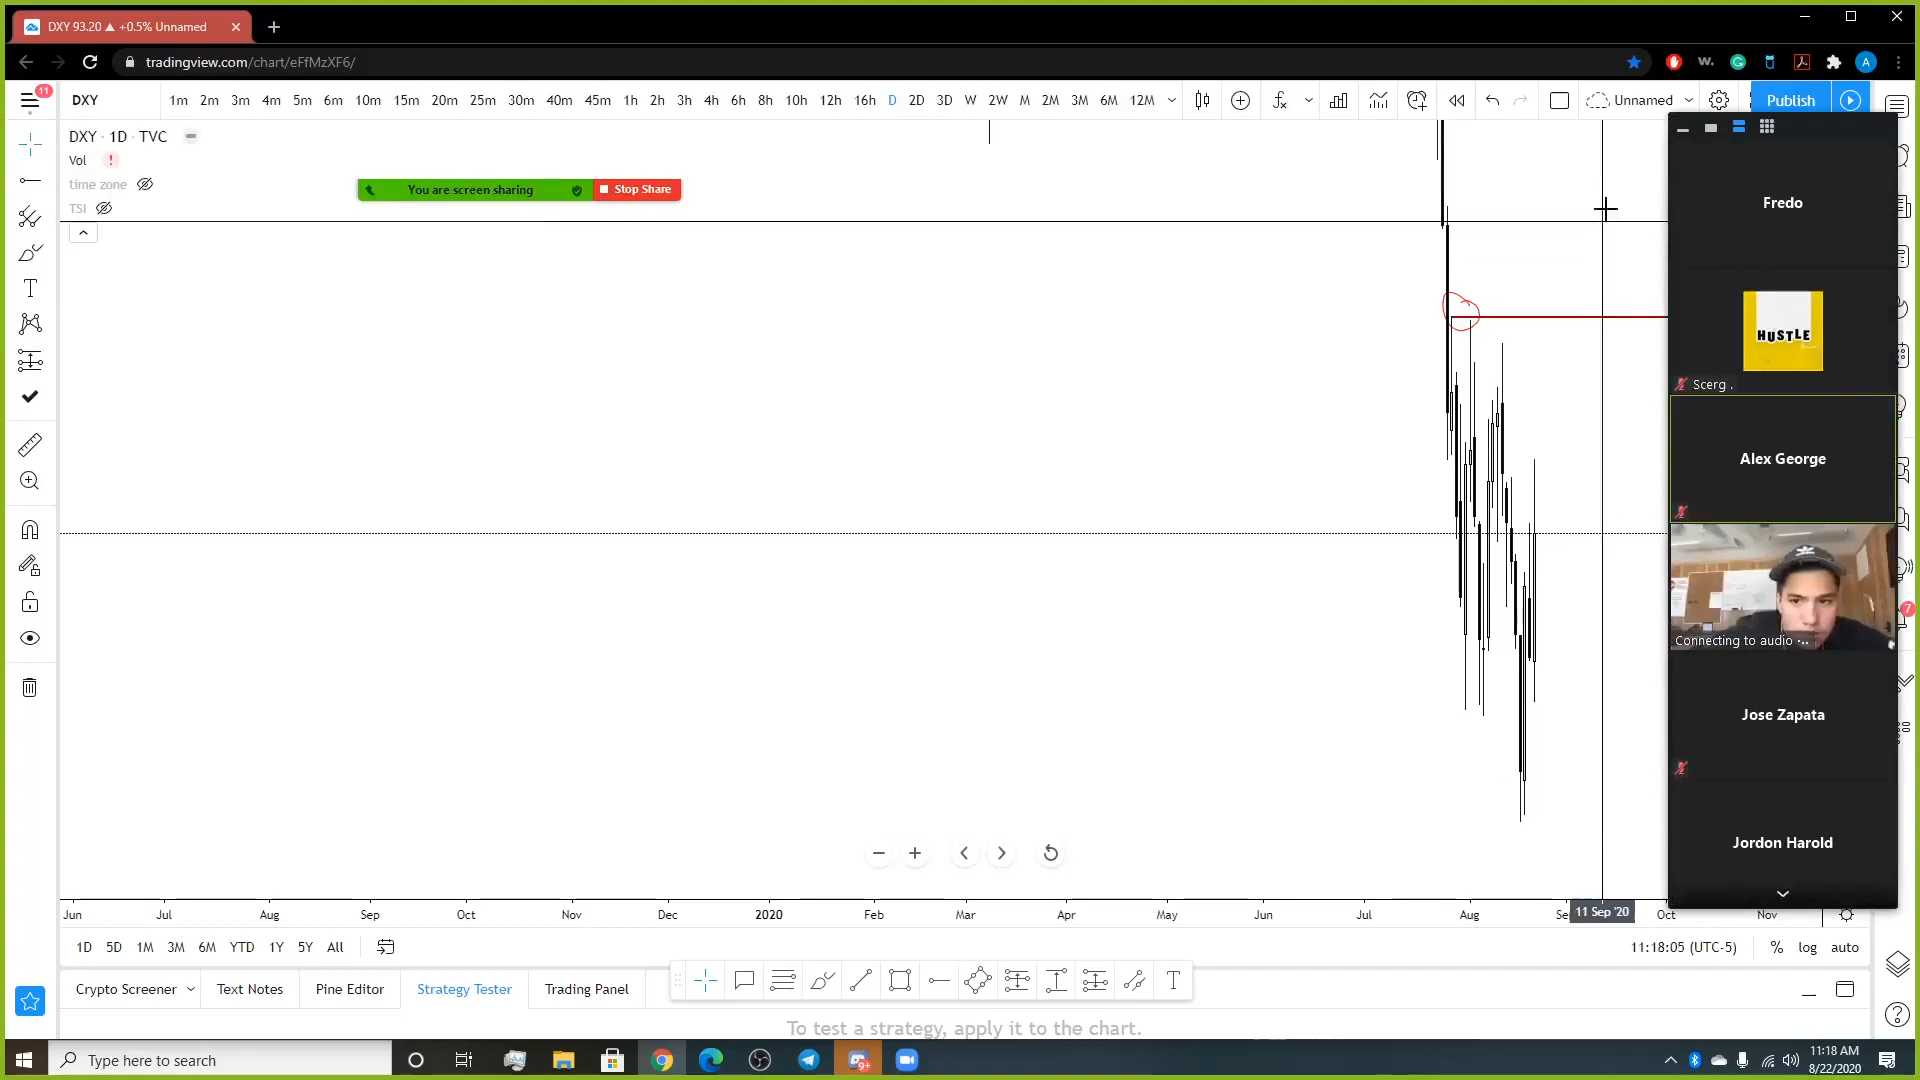 DXY 93.20 ▲ +0.5% Unnamed
tradingview.com/chart/eFfMzXF6/
11
DXY
1m 2m 3m 4m 5m 6m 10m 15m 20m 25m 30m 40m 45m 1h 2h 3h 4h 6h 8h 10h 12h 16h D 2D 3D W 2W M 2M 3M 6M 12M
Unnamed
Publish
DXY · 1D · TVC
Vol
time zone
TSI
You are screen sharing
Stop Share
Fredo
HUSTLE
Scerg .
Alex George
Connecting to audio ·..
7
Jose Zapata
Jordon Harold
Jun Jul Aug Sep Oct Nov Dec 2020 Feb Mar Apr May Jun Jul Aug Se 11 Sep '20 Oct Nov
1D 5D 1M 3M 6M YTD 1Y 5Y All
11:18:05 (UTC-5) % log auto
Crypto Screener Text Notes Pine Editor Strategy Tester Trading Panel
To test a strategy, apply it to the chart.
Type here to search
9+
11:18 AM
8/22/2020